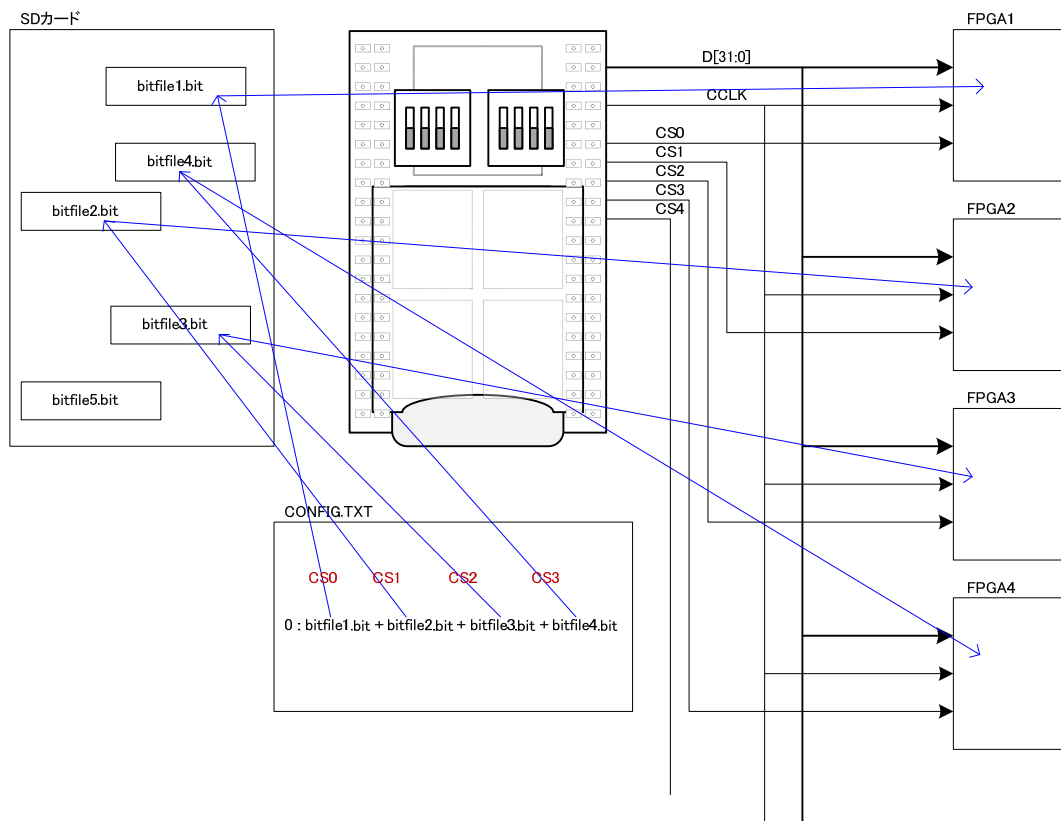 SDカード
bitfile1.bit
bitfile4.bit
bitfile2.bit
bitfile3.bit
bitfile5.bit
D[31:0]
CCLK
CS0
CS1
CS2
CS3
CS4
FPGA1
FPGA2
FPGA3
FPGA4
CONFIG.TXT
CS0 CS1 CS2 CS3
0 : bitfile1.bit + bitfile2.bit + bitfile3.bit + bitfile4.bit